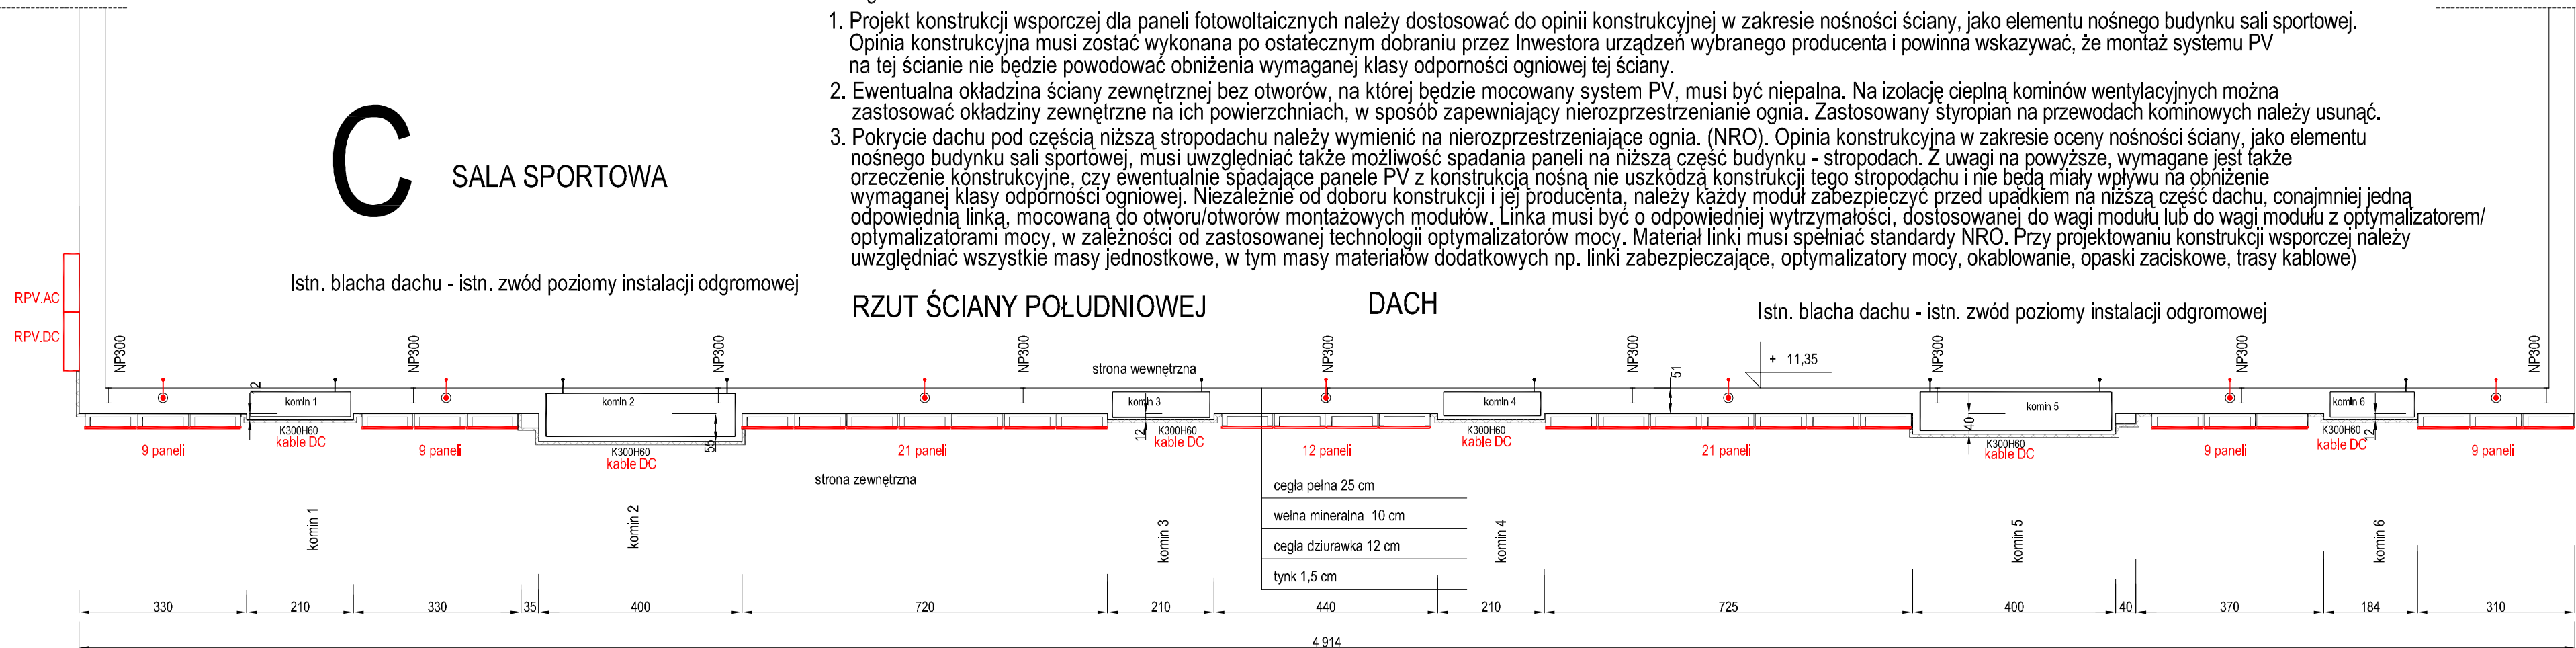 1. Projekt konstrukcji wsporczej dla paneli fotowoltaicznych należy dostosować do opinii konstrukcyjnej w zakresie nośności ściany, jako elementu nośnego budynku sali sportowej.
Opinia konstrukcyjna musi zostać wykonana po ostatecznym dobraniu przez Inwestora urządzeń wybranego producenta i powinna wskazywać, że montaż systemu PV
na tej ścianie nie będzie powodować obniżenia wymaganej klasy odporności ogniowej tej ściany.
2. Ewentualna okładzina ściany zewnętrznej bez otworów, na której będzie mocowany system PV, musi być niepalna. Na izolację cieplną kominów wentylacyjnych można
zastosować okładziny zewnętrzne na ich powierzchniach, w sposób zapewniający nierozprzestrzenianie ognia. Zastosowany styropian na przewodach kominowych należy usunąć.
3. Pokrycie dachu pod częścią niższą stropodachu należy wymienić na nierozprzestrzeniające ognia. (NRO). Opinia konstrukcyjna w zakresie oceny nośności ściany, jako elementu
nośnego budynku sali sportowej, musi uwzględniać także możliwość spadania paneli na niższą część budynku - stropodach. Z uwagi na powyższe, wymagane jest także
orzeczenie konstrukcyjne, czy ewentualnie spadające panele PV z konstrukcją nośną nie uszkodzą konstrukcji tego stropodachu i nie będą miały wpływu na obniżenie
wymaganej klasy odporności ogniowej. Niezależnie od doboru konstrukcji i jej producenta, należy każdy moduł zabezpieczyć przed upadkiem na niższą część dachu, conajmniej jedną
odpowiednią linką, mocowaną do otworu/otworów montażowych modułów. Linka musi być o odpowiedniej wytrzymałości, dostosowanej do wagi modułu lub do wagi modułu z optymalizatorem/
optymalizatorami mocy, w zależności od zastosowanej technologii optymalizatorów mocy. Materiał linki musi spełniać standardy NRO. Przy projektowaniu konstrukcji wsporczej należy
uwzględniać wszystkie masy jednostkowe, w tym masy materiałów dodatkowych np. linki zabezpieczające, optymalizatory mocy, okablowanie, opaski zaciskowe, trasy kablowe)
C SALA SPORTOWA
Istn. blacha dachu - istn. zwód poziomy instalacji odgromowej
RZUT ŚCIANY POŁUDNIOWEJ
DACH
Istn. blacha dachu - istn. zwód poziomy instalacji odgromowej
RPV.AC
RPV.DC
NP300 NP300 NP300 NP300 NP300 NP300 NP300 NP300 NP300
strona wewnętrzna
+ 11,35
51
12
komin 1
komin 2
komin 3
komin 4
komin 5
komin 6
55
12
40
12
K300H60 K300H60 K300H60 K300H60 K300H60 K300H60
kable DC kable DC kable DC kable DC kable DC kable DC
9 paneli 9 paneli 21 paneli 12 paneli 21 paneli 9 paneli 9 paneli
strona zewnętrzna
cegła pełna 25 cm
wełna mineralna 10 cm
cegła dziurawka 12 cm
tynk 1,5 cm
komin 1
komin 2
komin 3
komin 4
komin 5
komin 6
330 210 330 35 400 720 210 440 210 725 400 40 370 184 310
4 914